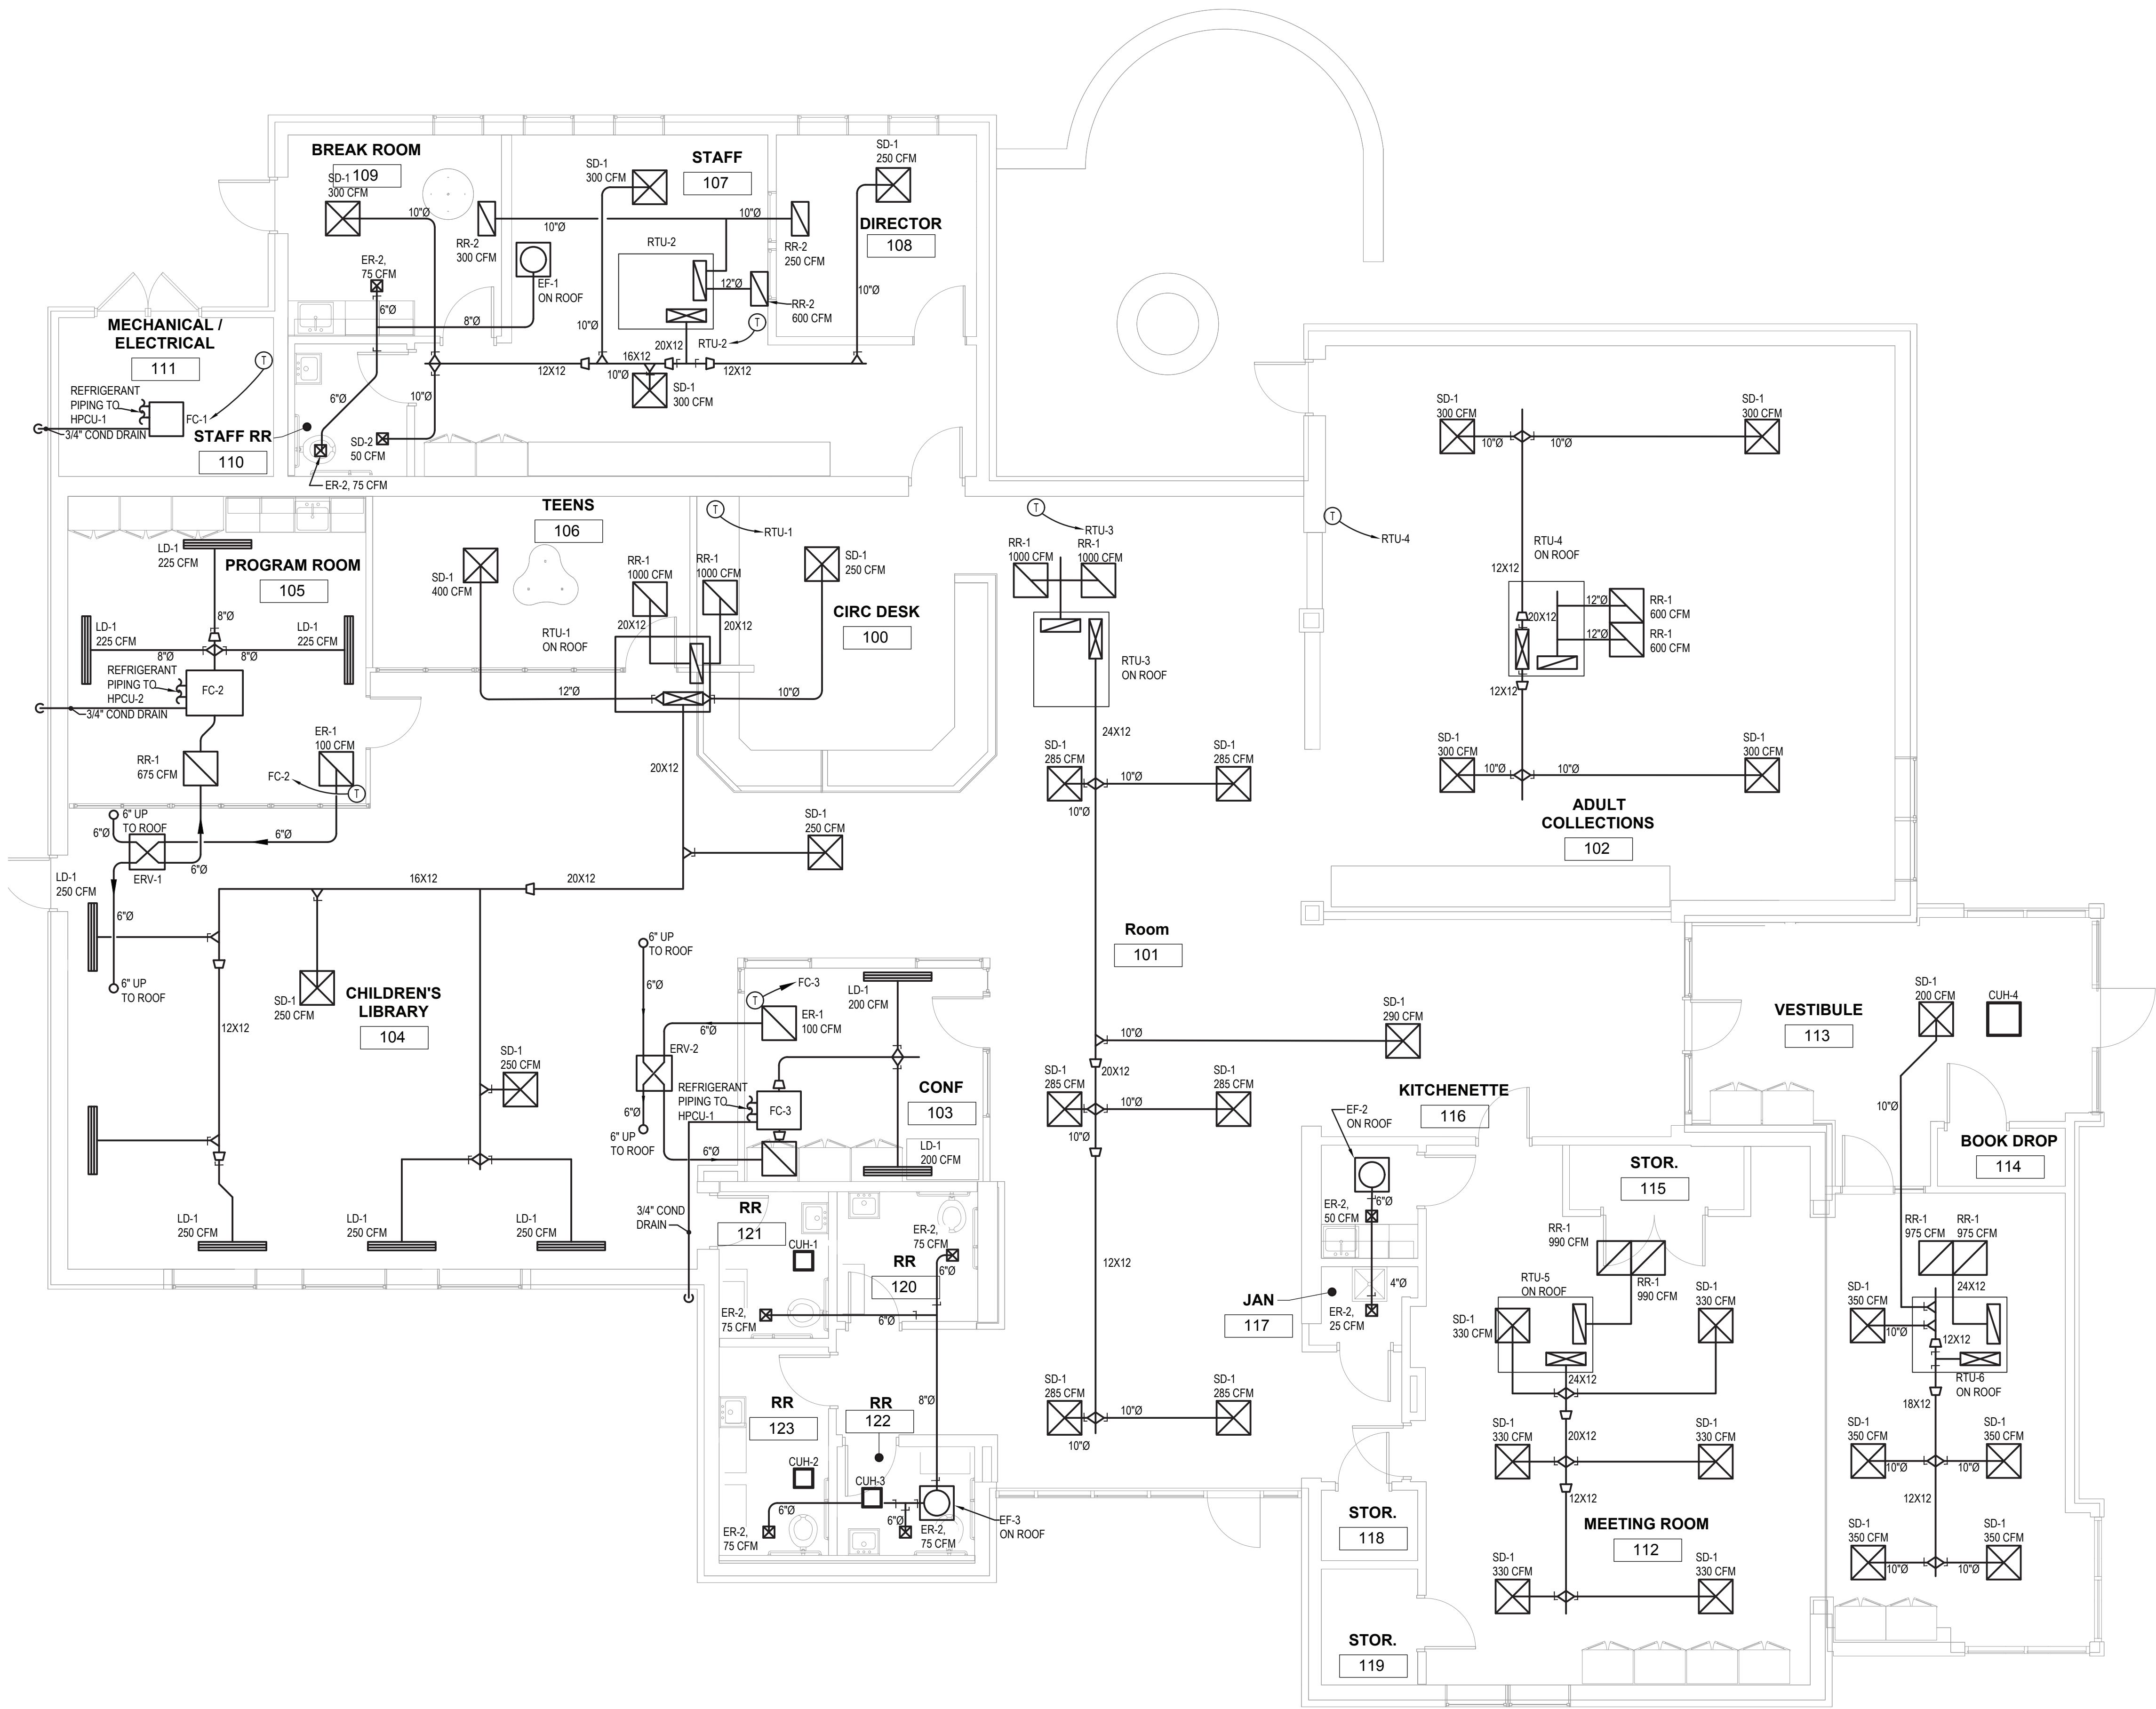 BREAK ROOM
109
SD-1
300 CFM
10"Ø
RR-2
300 CFM
ER-2,
75 CFM
6"Ø
8"Ø
EF-1
ON ROOF
STAFF
107
SD-1
300 CFM
10"Ø
10"Ø
RTU-2
12"Ø
RR-2
250 CFM
RR-2
600 CFM
RTU-2
10"Ø
20X12
16X12
12X12
12X12
10"Ø
SD-1
300 CFM
SD-1
250 CFM
DIRECTOR
108
10"Ø
MECHANICAL /
ELECTRICAL
111
T
T
REFRIGERANT
PIPING TO
HPCU-1
FC-1
3/4" COND DRAIN
STAFF RR
110
6"Ø
10"Ø
SD-2
50 CFM
ER-2, 75 CFM
LD-1
225 CFM
PROGRAM ROOM
105
LD-1
225 CFM
8"Ø
LD-1
225 CFM
8"Ø
8"Ø
REFRIGERANT
PIPING TO
HPCU-2
FC-2
3/4" COND DRAIN
RR-1
675 CFM
ER-1
100 CFM
FC-2
T
6" UP
TO ROOF
6"Ø
6"Ø
6"Ø
ERV-1
6"Ø
6" UP
TO ROOF
TEENS
106
SD-1
400 CFM
RTU-1
ON ROOF
RR-1
1000 CFM
RR-1
1000 CFM
20X12
20X12
12"Ø
10"Ø
T
RTU-1
SD-1
250 CFM
CIRC DESK
100
20X12
SD-1
250 CFM
20X12
16X12
LD-1
250 CFM
12X12
SD-1
250 CFM
CHILDREN'S
LIBRARY
104
SD-1
250 CFM
LD-1
250 CFM
LD-1
250 CFM
LD-1
250 CFM
T
RTU-3
RR-1
1000 CFM
RR-1
1000 CFM
RTU-3
ON ROOF
24X12
SD-1
285 CFM
SD-1
285 CFM
10"Ø
10"Ø
Room
101
10"Ø
SD-1
290 CFM
20X12
SD-1
285 CFM
SD-1
285 CFM
10"Ø
10"Ø
12X12
SD-1
285 CFM
SD-1
285 CFM
10"Ø
10"Ø
T
RTU-4
SD-1
300 CFM
SD-1
300 CFM
10"Ø
10"Ø
RTU-4
ON ROOF
12X12
20X12
12"Ø
12"Ø
RR-1
600 CFM
RR-1
600 CFM
12X12
SD-1
300 CFM
SD-1
300 CFM
10"Ø
10"Ø
ADULT
COLLECTIONS
102
6" UP
TO ROOF
6"Ø
T
FC-3
ER-1
100 CFM
6"Ø
LD-1
200 CFM
ERV-2
REFRIGERANT
PIPING TO
HPCU-1
FC-3
CONF
103
6"Ø
6" UP
TO ROOF
6"Ø
LD-1
200 CFM
3/4" COND
DRAIN
RR
121
CUH-1
ER-2,
75 CFM
RR
120
ER-2,
75 CFM
6"Ø
6"Ø
8"Ø
RR
123
CUH-2
ER-2,
75 CFM
6"Ø
RR
122
CUH-3
6"Ø
ER-2,
75 CFM
EF-3
ON ROOF
KITCHENETTE
116
EF-2
ON ROOF
6"Ø
ER-2,
50 CFM
4"Ø
JAN
117
ER-2,
25 CFM
STOR.
115
RR-1
990 CFM
RR-1
990 CFM
RTU-5
ON ROOF
SD-1
330 CFM
SD-1
330 CFM
24X12
SD-1
330 CFM
SD-1
330 CFM
20X12
12X12
MEETING ROOM
112
SD-1
330 CFM
SD-1
330 CFM
STOR.
118
STOR.
119
VESTIBULE
113
SD-1
200 CFM
CUH-4
10"Ø
BOOK DROP
114
RR-1
975 CFM
RR-1
975 CFM
24X12
SD-1
350 CFM
10"Ø
12X12
RTU-6
ON ROOF
18X12
SD-1
350 CFM
SD-1
350 CFM
10"Ø
10"Ø
12X12
SD-1
350 CFM
SD-1
350 CFM
10"Ø
10"Ø